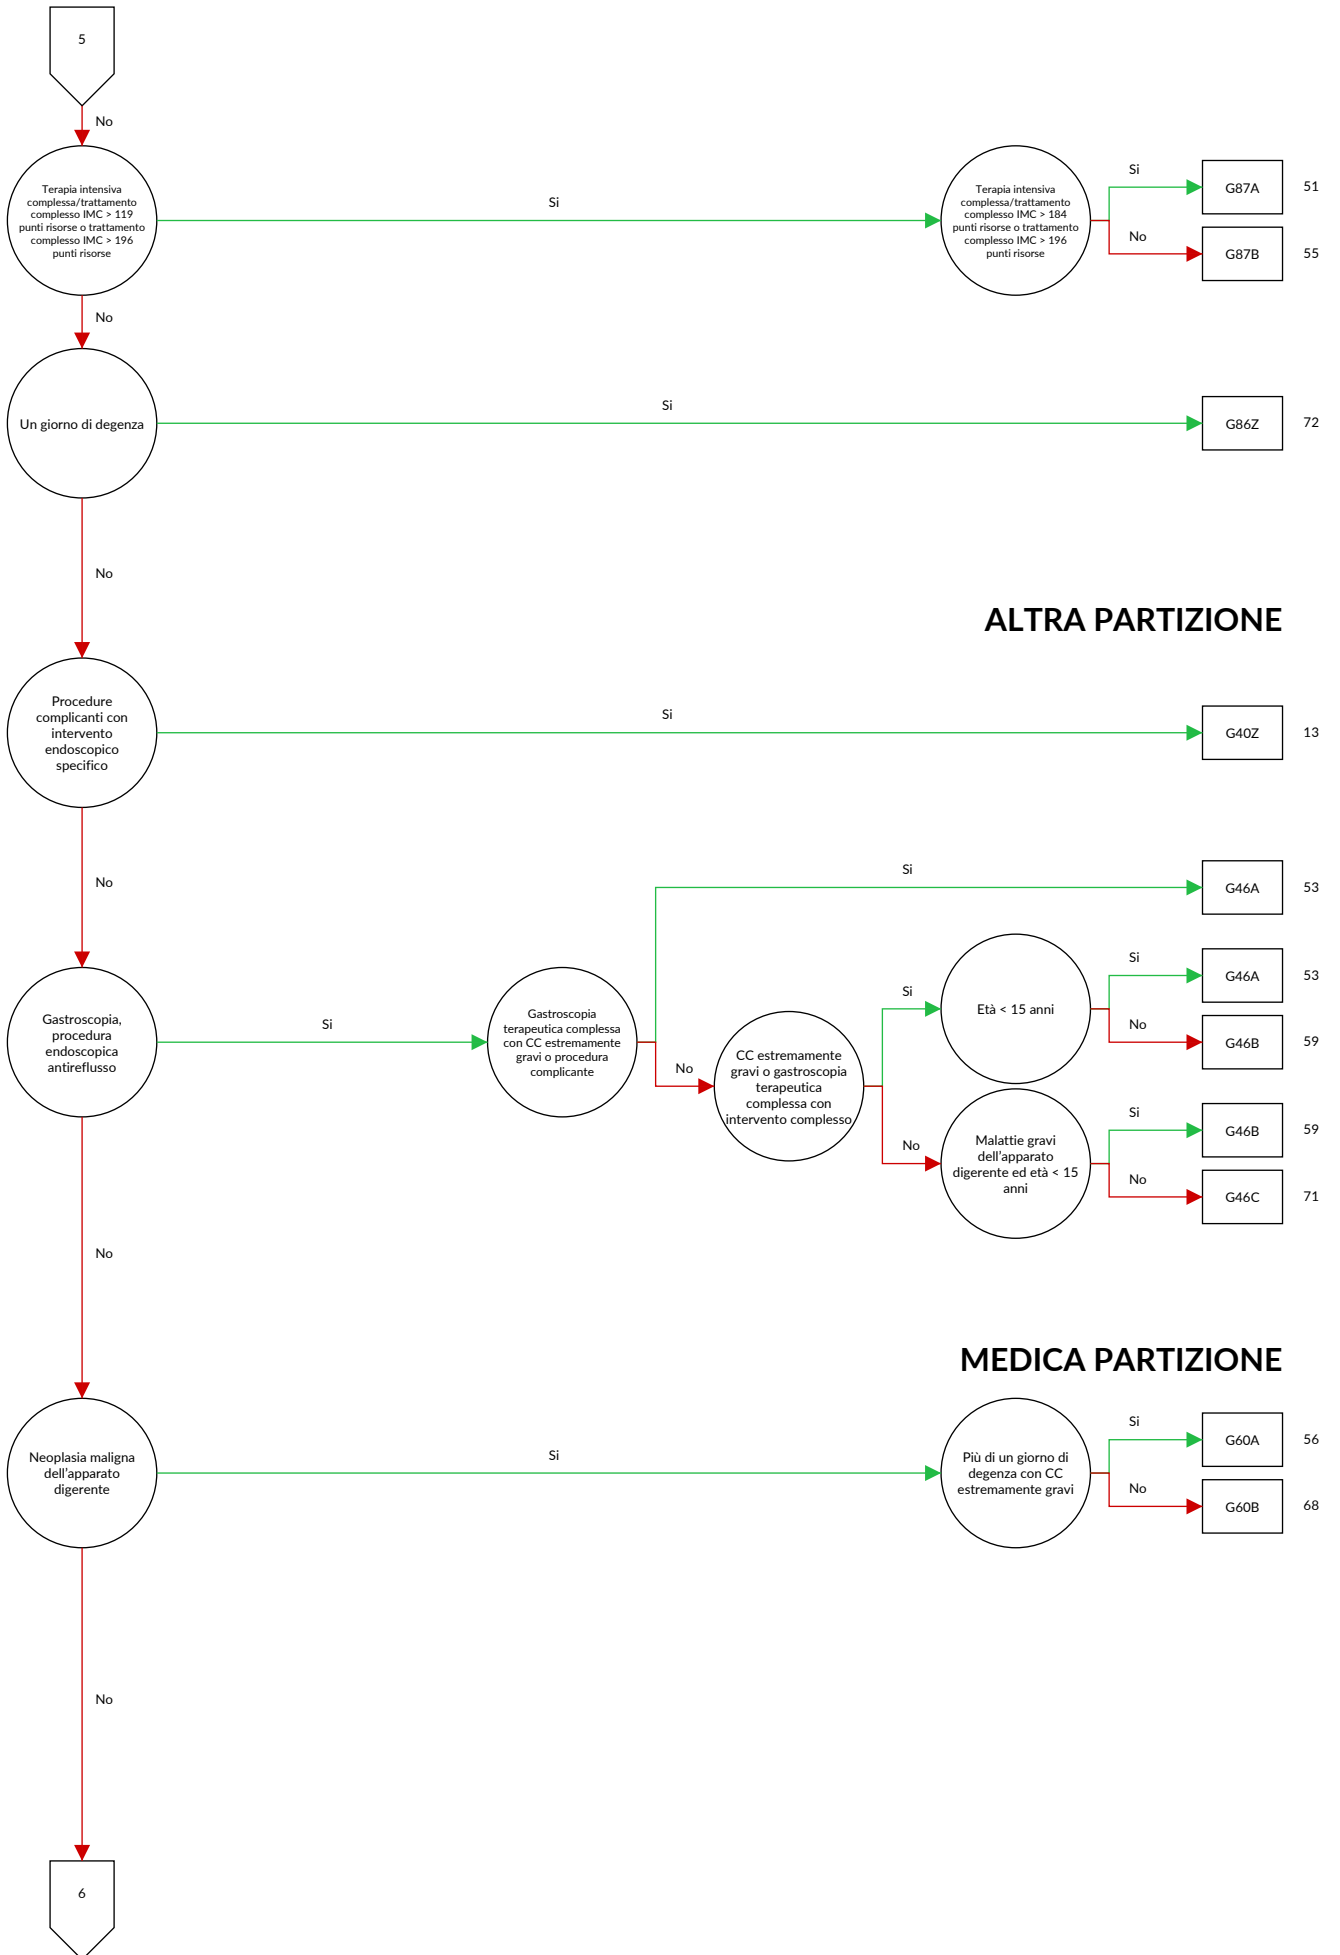 5
No
Terapia intensiva
complessa/trattamento
complesso IMC > 119
punti risorse o trattamento
complesso IMC > 196
punti risorse
Si
Terapia intensiva
complessa/trattamento
complesso IMC > 184
punti risorse o trattamento
complesso IMC > 196
punti risorse
Si
G87A
51
No
G87B
55
No
Un giorno di degenza
Si
G86Z
72
No
ALTRA PARTIZIONE
Procedure
complicanti con
intervento
endoscopico
specifico
Si
G40Z
13
No
Gastroscopia,
procedura
endoscopica
antireflusso
Si
Gastroscopia
terapeutica complessa
con CC estremamente
gravi o procedura
complicante
Si
G46A
53
No
CC estremamente
gravi o gastroscopia
terapeutica
complessa con
intervento complesso
Si
Età < 15 anni
Si
G46A
53
No
G46B
59
No
Malattie gravi
dell'apparato
digerente ed età < 15
anni
Si
G46B
59
No
G46C
71
No
MEDICA PARTIZIONE
Neoplasia maligna
dell'apparato
digerente
Si
Più di un giorno di
degenza con CC
estremamente gravi
Si
G60A
56
No
G60B
68
No
6